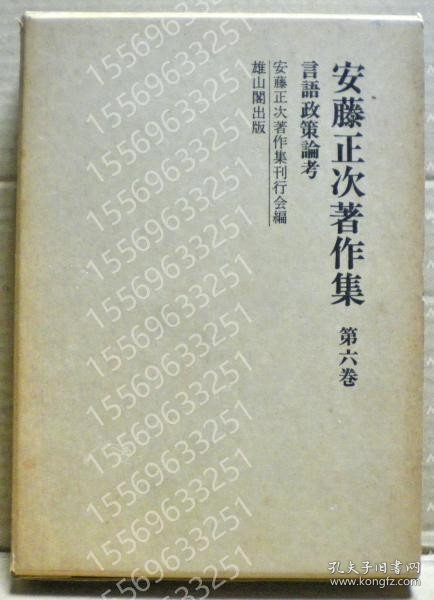 安藤正次著作集 第六巻
言語政策論考
安藤正次著作集刊行会編
雄山閣出版
15569633251
孔夫子旧书网
www.kongfz.com